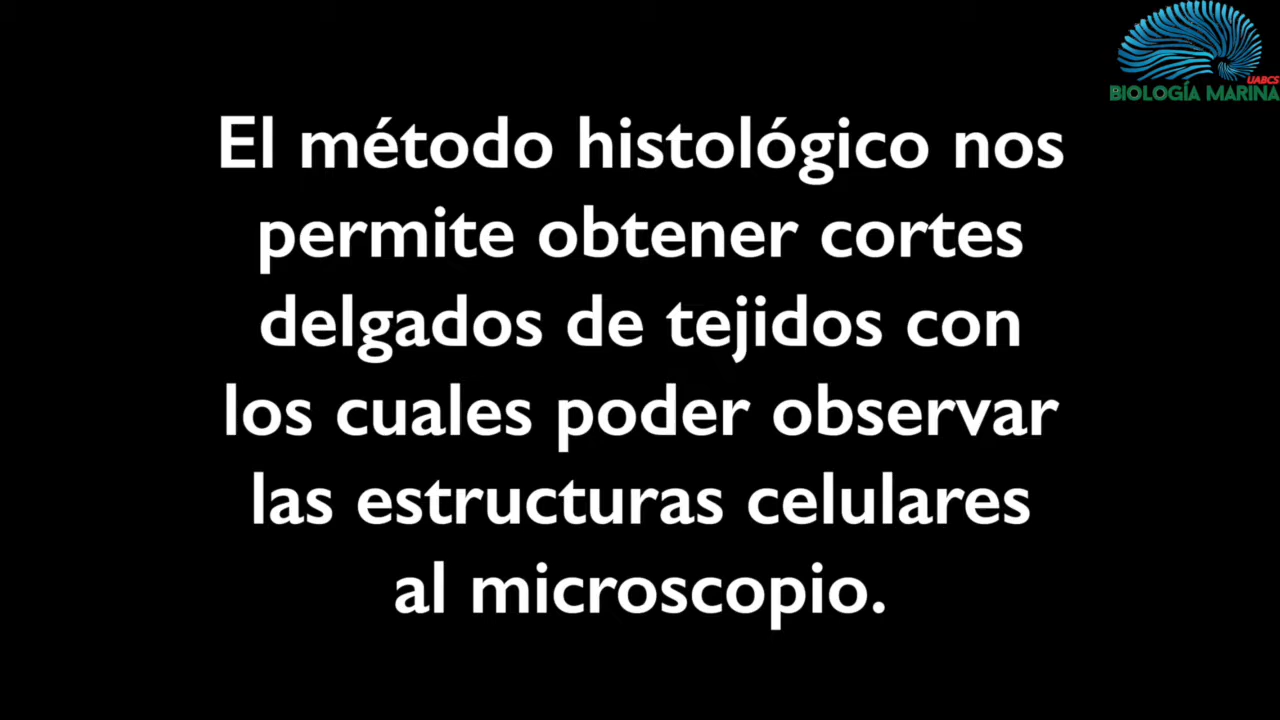 UABCS
BIOLOGÍA MARINA
El método histológico nos
permite obtener cortes
delgados de tejidos con
los cuales poder observar
las estructuras celulares
al microscopio.